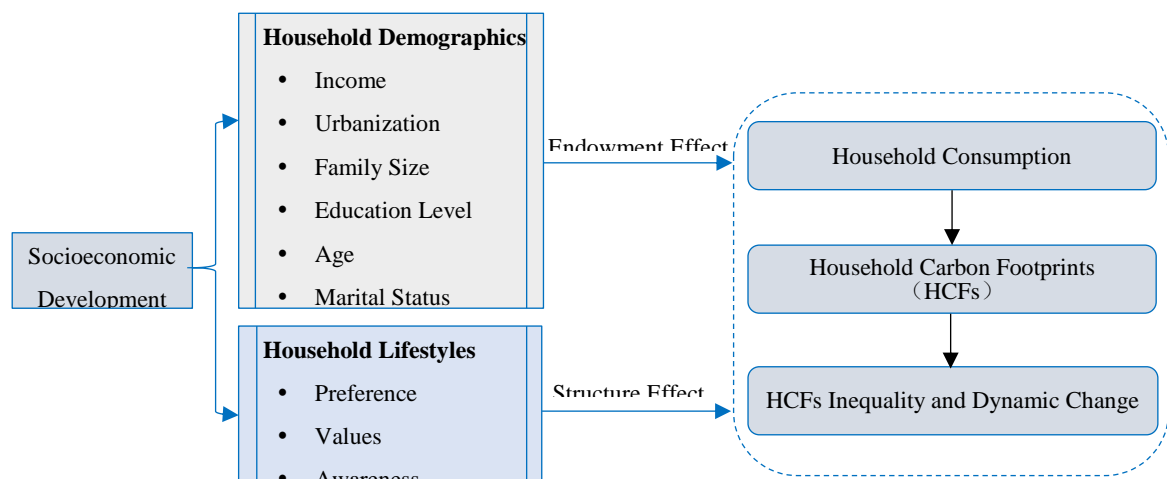 Household Demographics
• Income
• Urbanization
• Family Size
• Education Level
• Age
• Marital Status
Socioeconomic
Development
Household Lifestyles
• Preference
• Values
• Awareness
Endowment Effect
Structure Effect
Household Consumption
Household Carbon Footprints
（HCFs）
HCFs Inequality and Dynamic Change